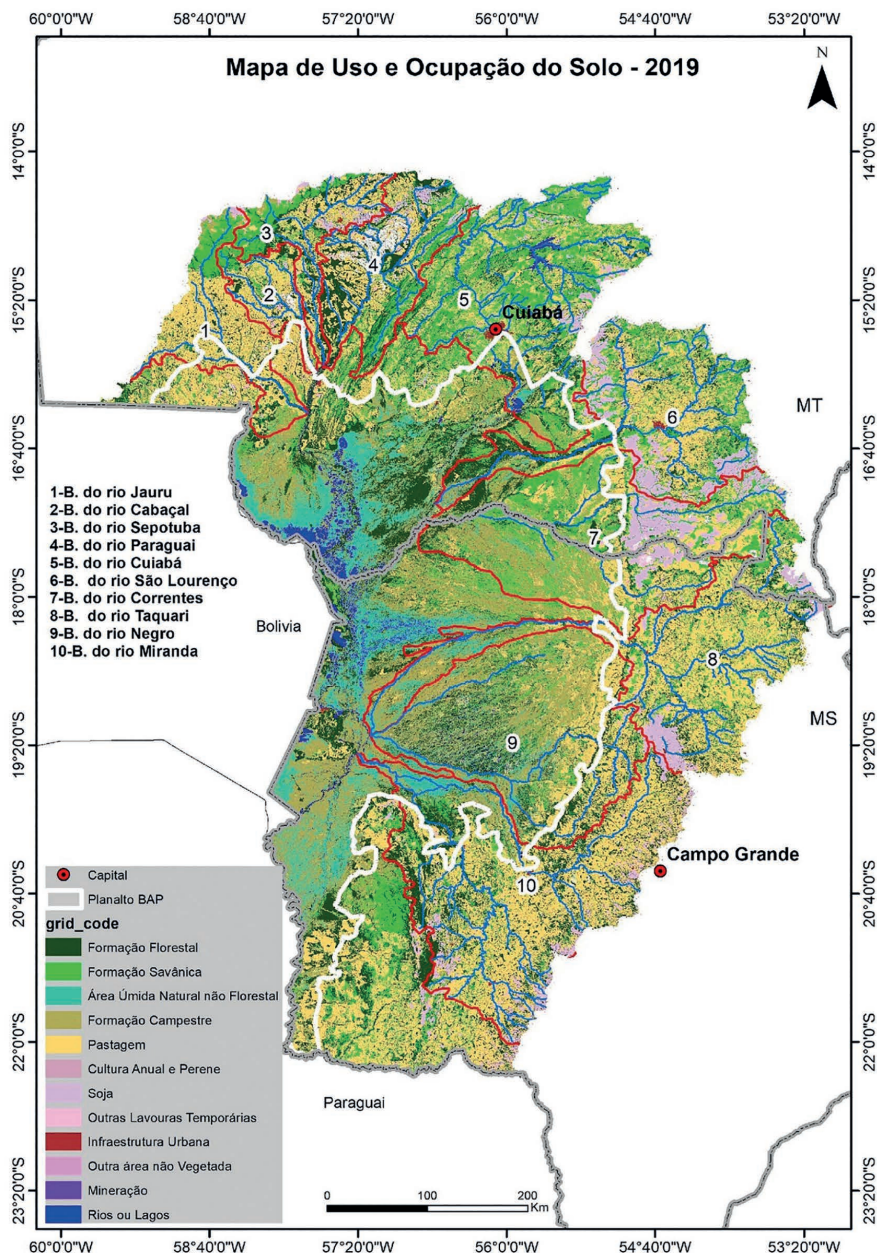 60°0'0"W 58°40'0"W 57°20'0"W 56°0'0"W 54°40'0"W 53°20'0"W
Mapa de Uso e Ocupação do Solo - 2019
N
14°0'0"S
14°0'0"S
3
4
2
5
15°20'0"S
15°20'0"S
Cuiabá
1
6
MT
16°40'0"S
16°40'0"S
1-B. do rio Jauru
2-B. do rio Cabaçal
3-B. do rio Sepotuba
4-B. do rio Paraguai
5-B. do rio Cuiabá
6-B. do rio São Lourenço
7-B. do rio Correntes
8-B. do rio Taquari
9-B. do rio Negro
10-B. do rio Miranda
7
18°0'0"S
18°0'0"S
Bolivia
8
MS
19°20'0"S
19°20'0"S
9
Campo Grande
10
20°40'0"S
20°40'0"S
Capital
Planalto BAP
grid_code
Formação Florestal
Formação Savânica
Área Úmida Natural não Florestal
Formação Campestre
Pastagem
Cultura Anual e Perene
Soja
Outras Lavouras Temporárias
Infraestrutura Urbana
Outra área não Vegetada
Mineração
Rios ou Lagos
22°0'0"S
22°0'0"S
Paraguai
0 100 200
Km
23°20'0"S
23°20'0"S
60°0'0"W 58°40'0"W 57°20'0"W 56°0'0"W 54°40'0"W 53°20'0"W